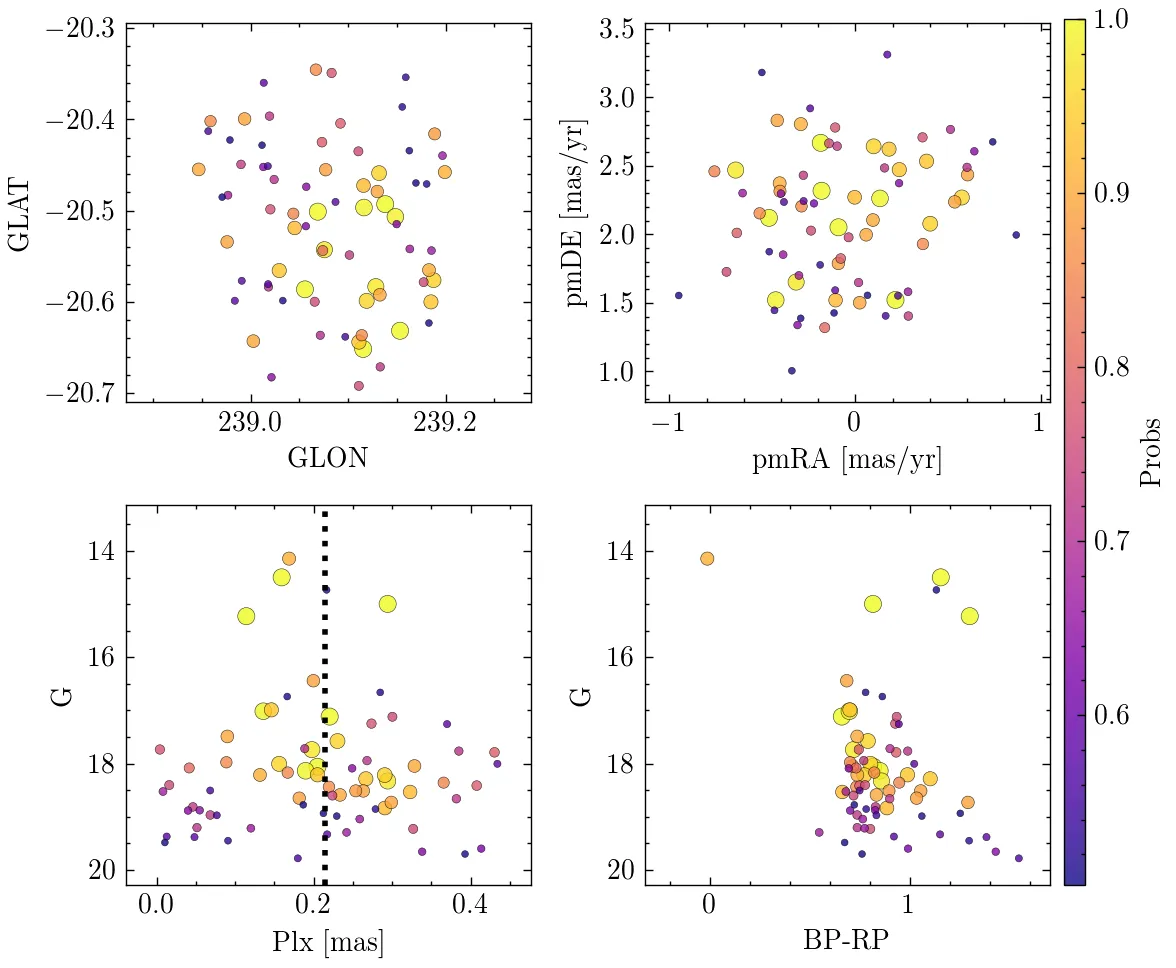 −20.3
−20.4
−20.5
−20.6
−20.7
GLAT
239.0 239.2
GLON
3.5
3.0
2.5
2.0
1.5
1.0
pmDE [mas/yr]
−1 0 1
pmRA [mas/yr]
14
16
18
20
G
0.0 0.2 0.4
Plx [mas]
14
16
18
20
G
0 1
BP-RP
1.0
0.9
0.8
0.7
0.6
Probs